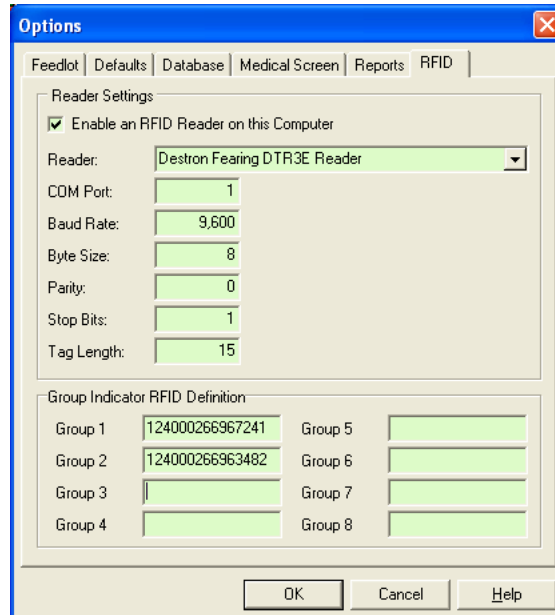 Options
Feedlot Defaults Database Medical Screen Reports RFID
Reader Settings
Enable an RFID Reader on this Computer
Reader: Destron Fearing DTR3E Reader
COM Port: 1
Baud Rate: 9,600
Byte Size: 8
Parity: 0
Stop Bits: 1
Tag Length: 15
Group Indicator RFID Definition
Group 1 124000266967241 Group 5
Group 2 124000266963482 Group 6
Group 3 Group 7
Group 4 Group 8
OK Cancel Help